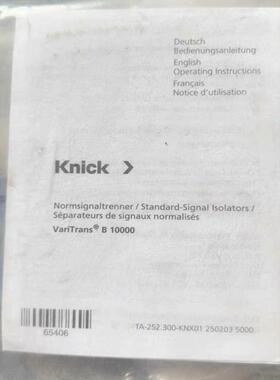 Deutsch
Bedienungsanleitung
English
Operating Instructions
Français
Notice d'utilisation
Knick >
Normsignaltrenner / Standard-Signal Isolators /
Séparateurs de signaux normalisés
VariTrans® B 10000
65406
TA-252.300-KNX01 250203 5000